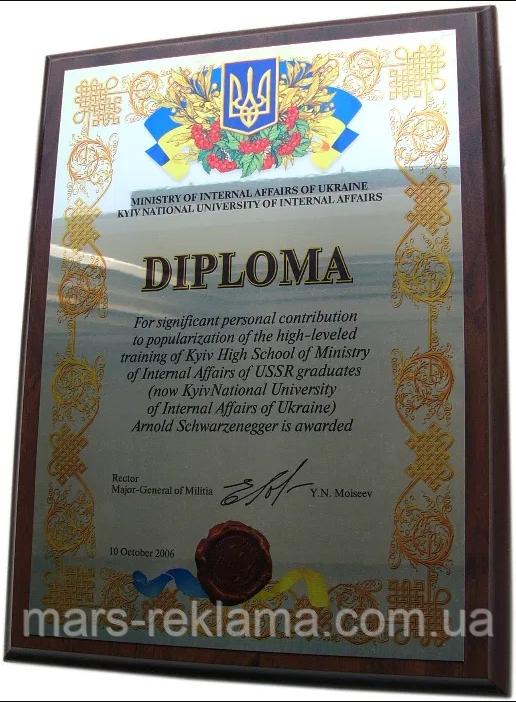 MINISTRY OF INTERNAL AFFAIRS OF UKRAINE
KYIV NATIONAL UNIVERSITY OF INTERNAL AFFAIRS
DIPLOMA
For significant personal contribution
to popularization of the high-leveled
training of Kyiv High School of Ministry
of Internal Affairs of USSR graduates
(now KyivNational University
of Internal Affairs of Ukraine)
Arnold Schwarzenegger is awarded
Rector
Major-General of Militia
Y.N. Moiseev
10 October 2006
mars-reklama.com.ua